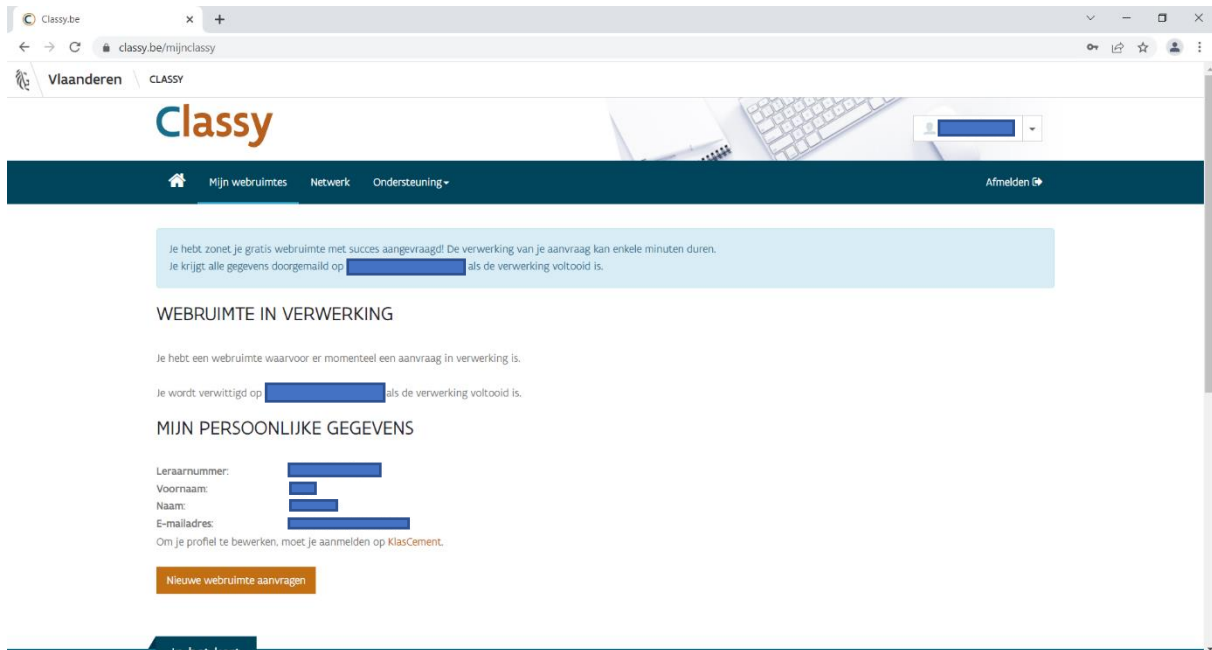 Classy.be
classy.be/mijnclassy
Vlaanderen CLASSY
Classy
Mijn webruimtes Netwerk Ondersteuning Afmelden
Je hebt zonet je gratis webruimte met succes aangevraagd! De verwerking van je aanvraag kan enkele minuten duren.
Je krijgt alle gegevens doorgemaild op als de verwerking voltooid is.
WEBRUIMTE IN VERWERKING
Je hebt een webruimte waarvoor er momenteel een aanvraag in verwerking is.
Je wordt verwittigd op als de verwerking voltooid is.
MIJN PERSOONLIJKE GEGEVENS
Leraarnummer:
Voornaam:
Naam:
E-mailadres:
Om je profiel te bewerken, moet je aanmelden op KlasCement.
Nieuwe webruimte aanvragen